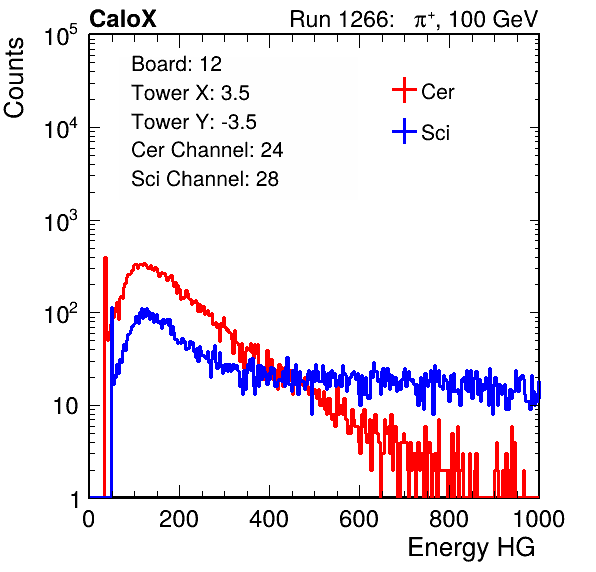 CaloX Run 1266: π⁺, 100 GeV
Counts
10⁵
10⁴
10³
10²
10
1
Board: 12
Tower X: 3.5
Tower Y: -3.5
Cer Channel: 24
Sci Channel: 28
Cer
Sci
0 200 400 600 800 1000
Energy HG